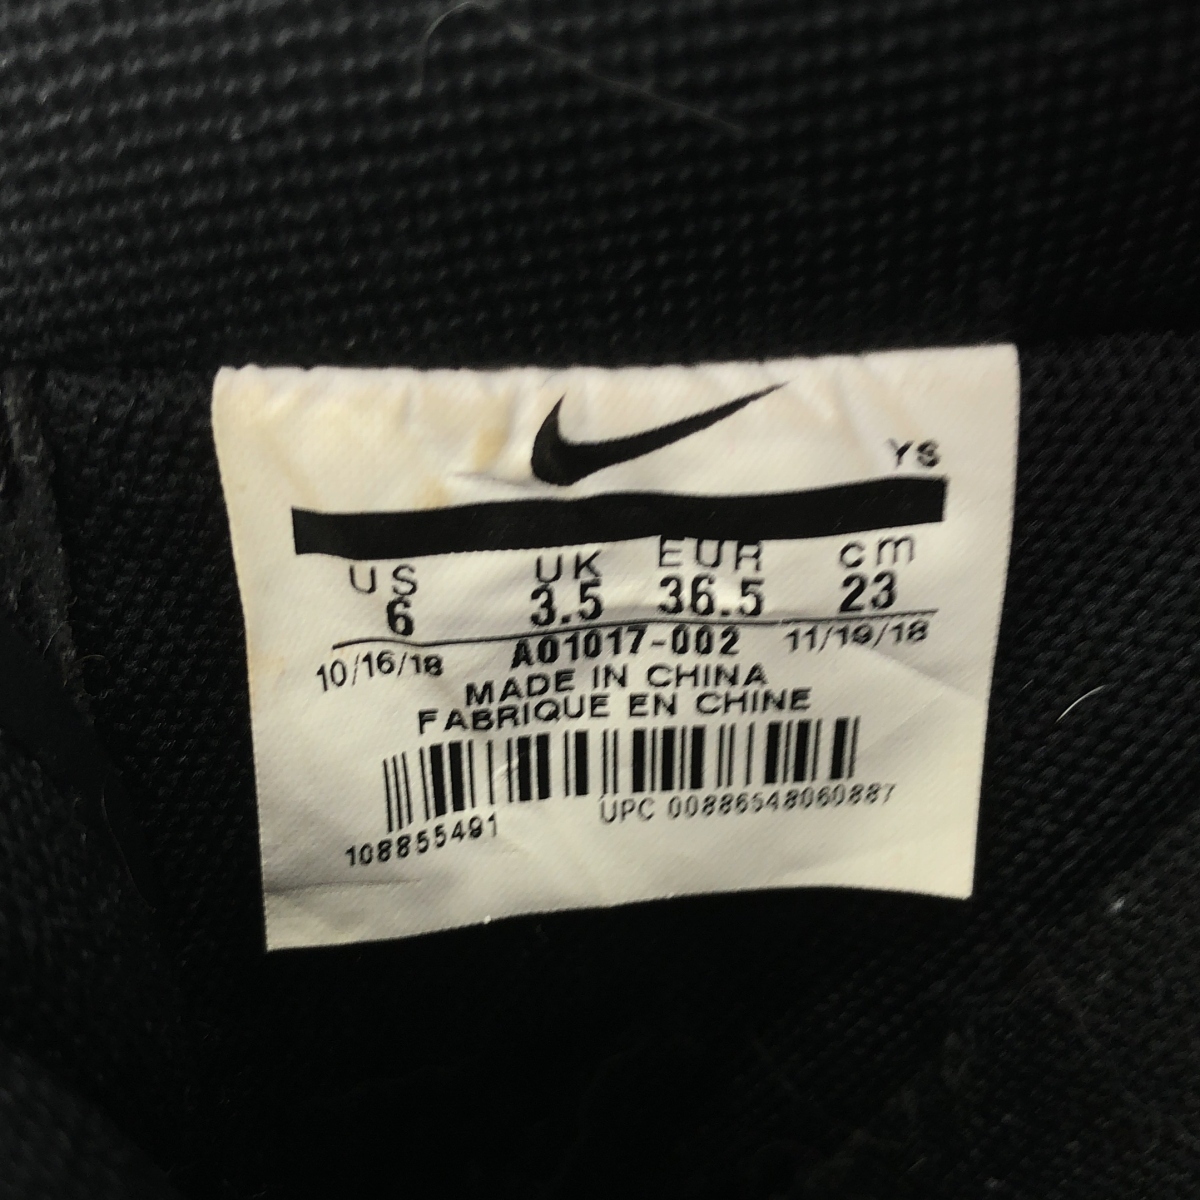 YS
US UK EUR cm
6 3.5 36.5 23
10/16/18 A01017-002 11/19/18
MADE IN CHINA
FABRIQUE EN CHINE
108855491 UPC 00886548060887